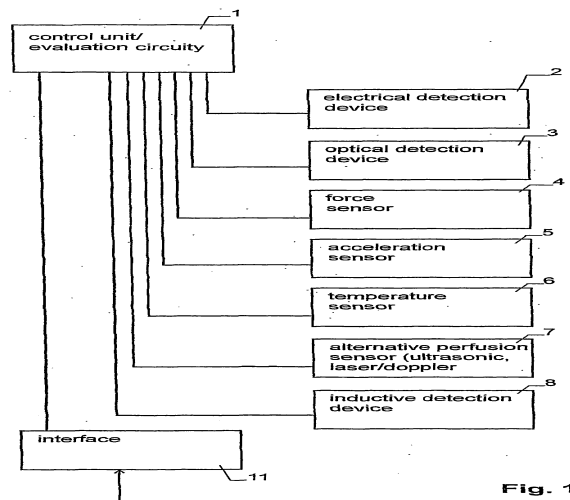 1
control unit/
evaluation circuity
2
electrical detection
device
3
optical detection
device
4
force
sensor
5
acceleration
sensor
6
temperature
sensor
7
alternative perfusion
sensor (ultrasonic,
laser/doppler
8
inductive detection
device
interface
11
Fig. 1